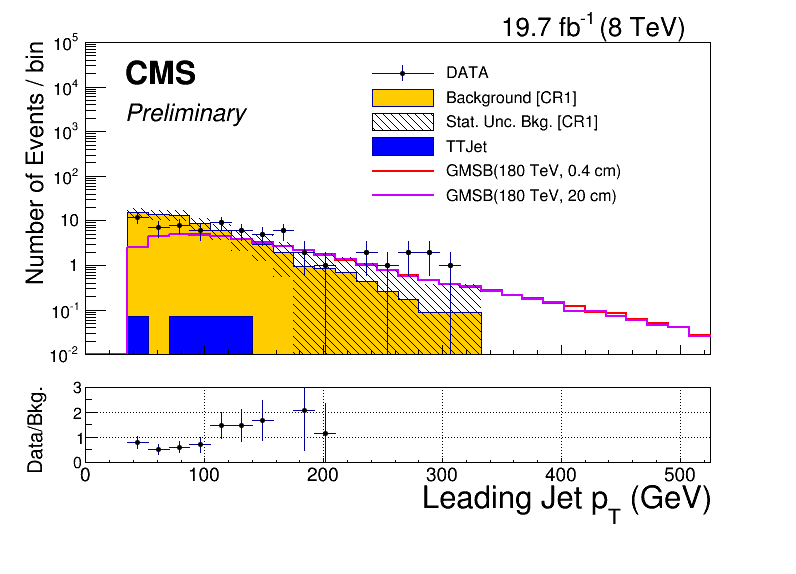 19.7 fb⁻¹ (8 TeV)
Number of Events / bin
10⁵
10⁴
10³
10²
10
1
10⁻¹
10⁻²
CMS
Preliminary
DATA
Background [CR1]
Stat. Unc. Bkg. [CR1]
TTJet
GMSB(180 TeV, 0.4 cm)
GMSB(180 TeV, 20 cm)
Data/Bkg.
3
2
1
0
0 100 200 300 400 500
Leading Jet p_T (GeV)